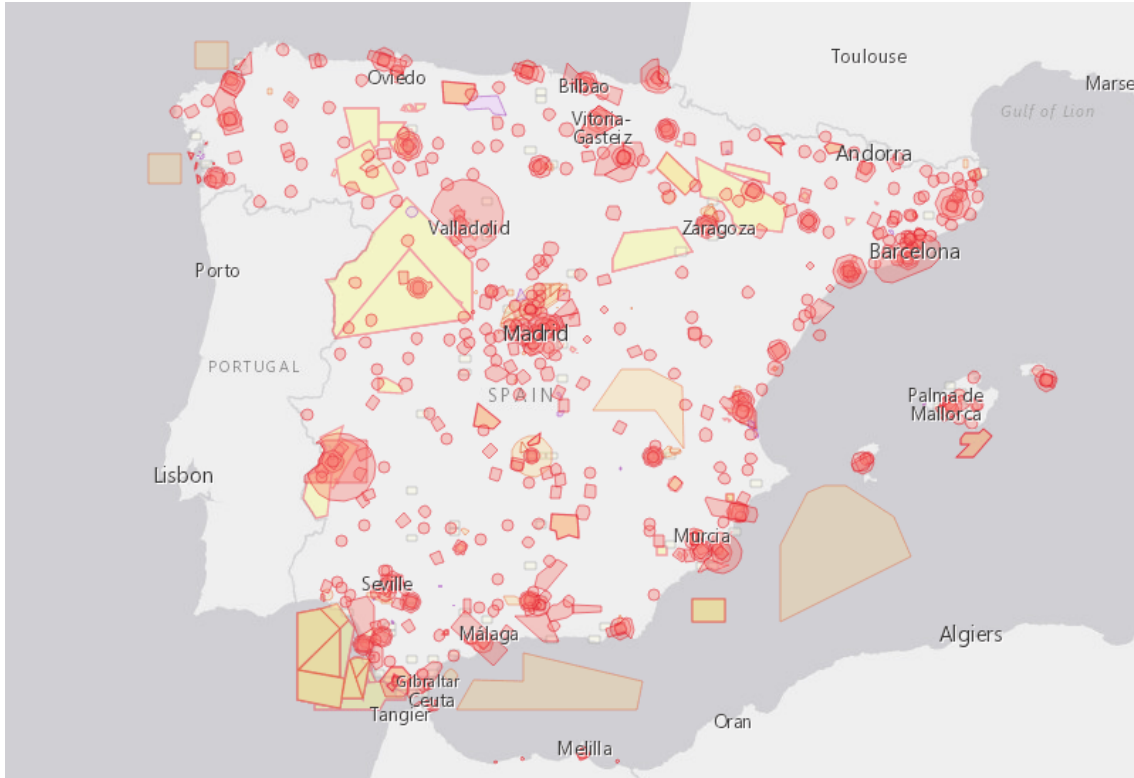 Toulouse
Marse
Oviedo
Bilbao
Gulf of Lion
Vitoria-
Gasteiz
Andorra
Valladolid
Zaragoza
Barcelona
Porto
Madrid
PORTUGAL
SPAIN
Palma de
Mallorca
Lisbon
Murcia
Seville
Málaga
Algiers
Gibraltar
Ceuta
Tangier
Oran
Melilla